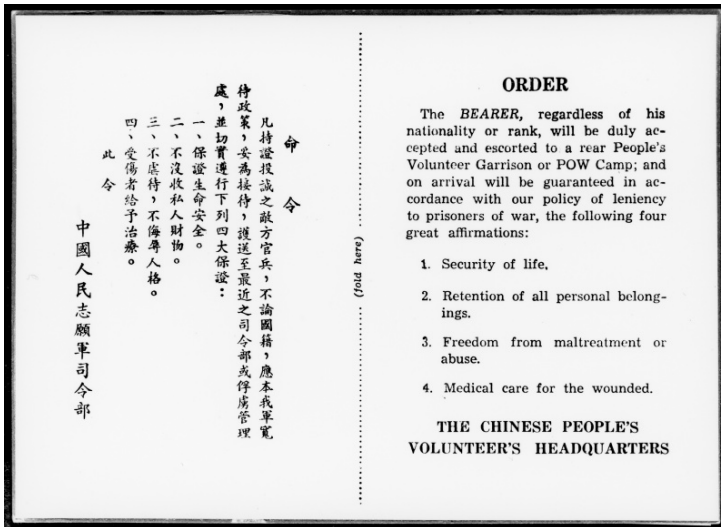 命令
凡持證投誠之敵方官兵，不論國籍，應本我軍寬
待政策，妥為接待，護送至最近之司令部或俘虜管理
處，並切實遵行下列四大保證：
一、保證生命安全。
二、不沒收私人財物。
三、不虐待，不侮辱人格。
四、受傷者給予治療。
此令
中國人民志願軍司令部
(fold here)
ORDER
The BEARER, regardless of his
nationality or rank, will be duly ac-
cepted and escorted to a rear People's
Volunteer Garrison or POW Camp; and
on arrival will be guaranteed in ac-
cordance with our policy of leniency
to prisoners of war, the following four
great affirmations:
1. Security of life.
2. Retention of all personal belong-
ings.
3. Freedom from maltreatment or
abuse.
4. Medical care for the wounded.
THE CHINESE PEOPLE'S
VOLUNTEER'S HEADQUARTERS